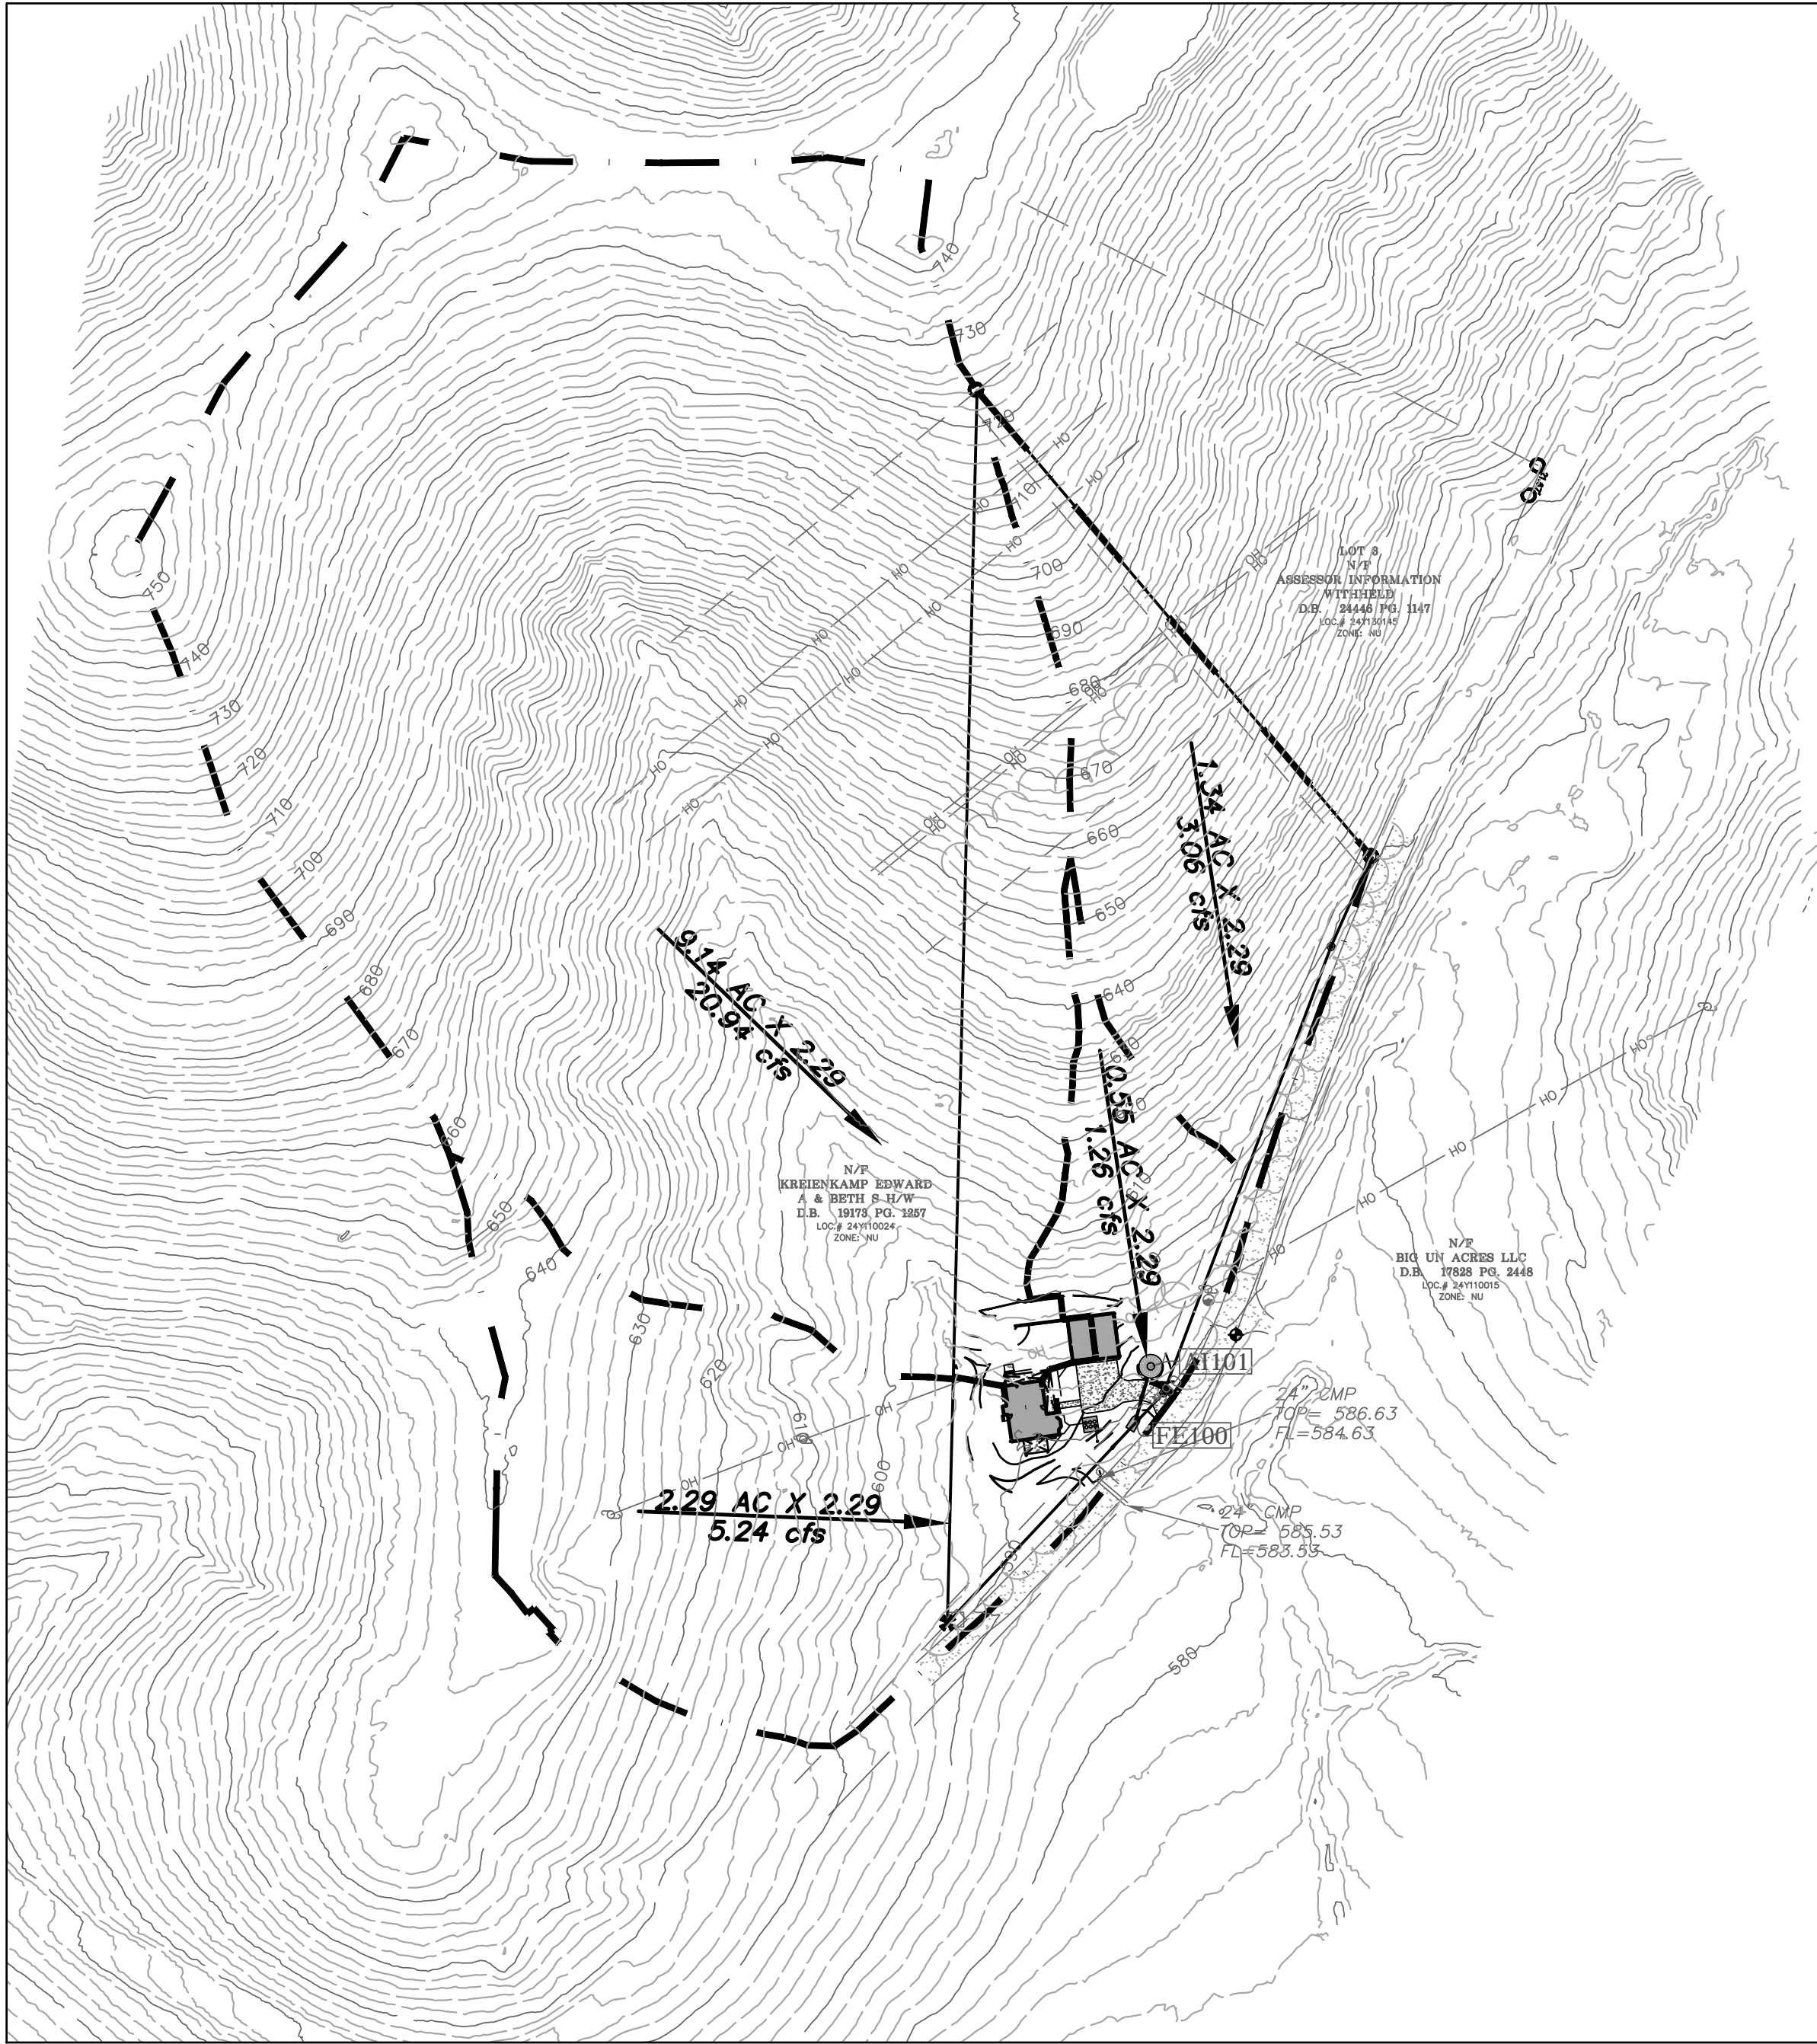 740
730
720
710
700
690
680
670
660
650
640
610
750
740
730
720
710
700
690
680
670
660
650
640
630
620
600
580
OH
HO
LOT 3
N/F
ASSESSOR INFORMATION
WITHHELD
D.B. 24446 PG. 1147
LOC.# 24Y130145
ZONE: NU
1.34 AC X 2.29
3.06 cfs
9.14 AC X 2.29
20.94 cfs
0.55 AC X 2.29
1.26 cfs
N/F
KREIENKAMP EDWARD
A & BETH S H/W
D.B. 19173 PG. 1257
LOC.# 24Y110024
ZONE: NU
N/F
BIG UN ACRES LLC
D.B. 17828 PG. 2448
LOC.# 24Y110015
ZONE: NU
AI101
24" CMP
TOP= 586.63
FL=584.63
FE100
2.29 AC X 2.29
5.24 cfs
24" CMP
TOP= 585.53
FL=583.53